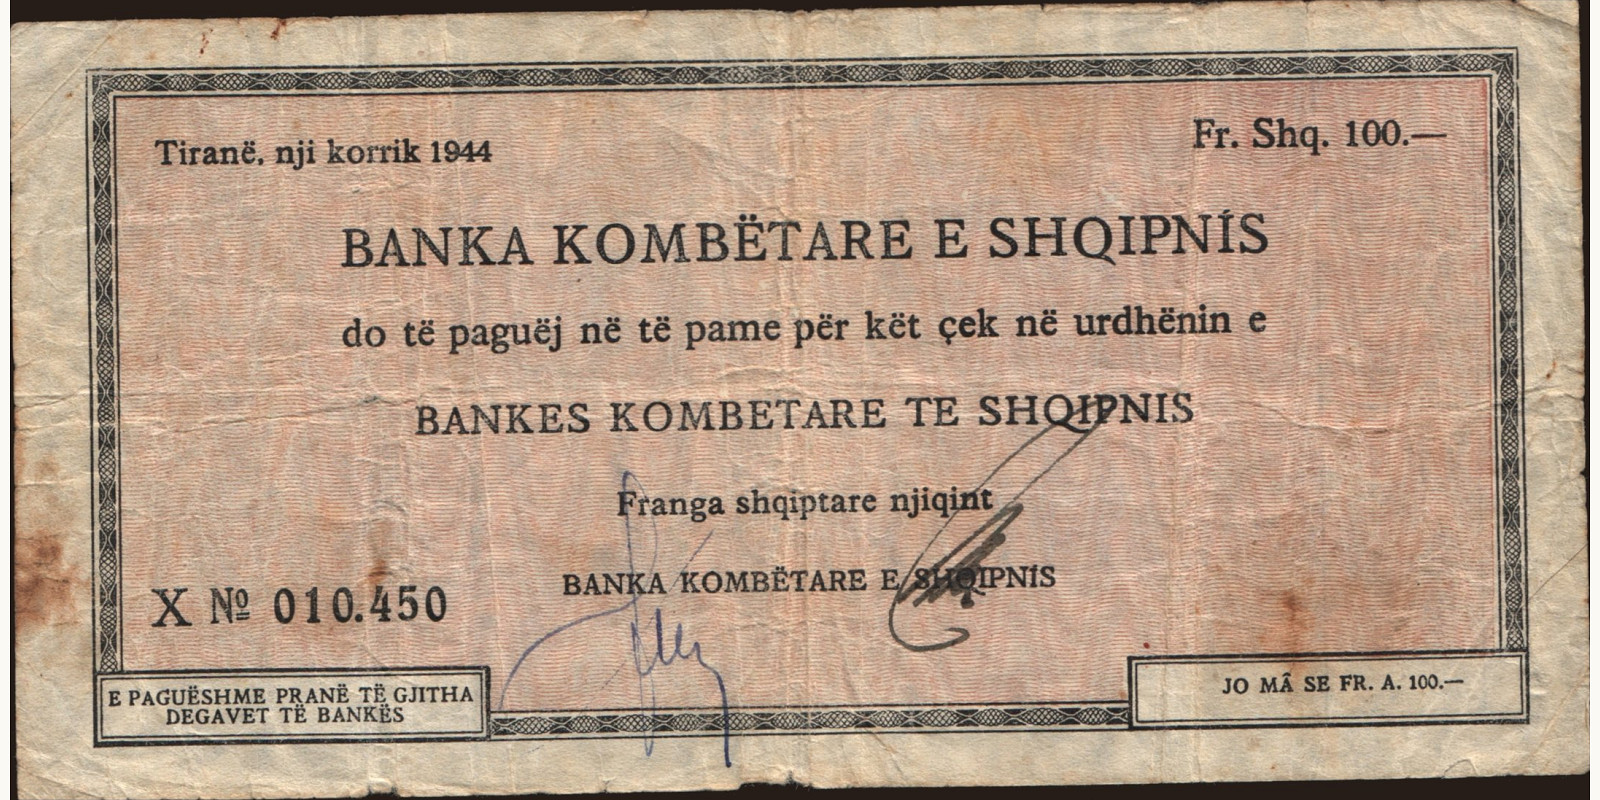 Tiranë, nji korrik 1944
Fr. Shq. 100.—
BANKA KOMBËTARE E SHQIPNÍS
do të paguëj në të pame për kët çek në urdhënin e
BANKES KOMBETARE TE SHQIPNIS
Franga shqiptare njiqint
BANKA KOMBËTARE E SHQIPNÍS
X Nº 010.450
E PAGUËSHME PRANË TË GJITHA
DEGAVET TË BANKËS
JO MÂ SE FR. A. 100.—